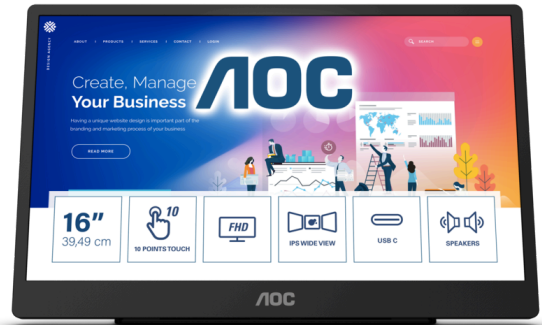 DESIGN AGENCY
ABOUT
PRODUCTS
SERVICES
CONTACT
LOGIN
SEARCH
Create, Manage
Your Business
AOC
Having a unique website design is important part of the
branding and marketing process of your business
READ MORE
16”
39,49 cm
10
10 POINTS TOUCH
FHD
IPS WIDE VIEW
USB C
SPEAKERS
AOC